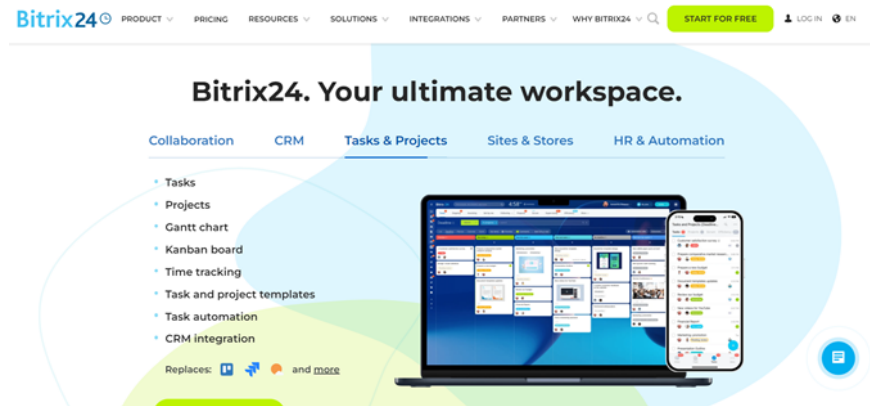 Bitrix24 PRODUCT PRICING RESOURCES SOLUTIONS INTEGRATIONS PARTNERS WHY BITRIX24 START FOR FREE LOG IN EN
Bitrix24. Your ultimate workspace.
Collaboration CRM Tasks & Projects Sites & Stores HR & Automation
Tasks
Projects
Gantt chart
Kanban board
Time tracking
Task and project templates
Task automation
CRM integration
Replaces: and more